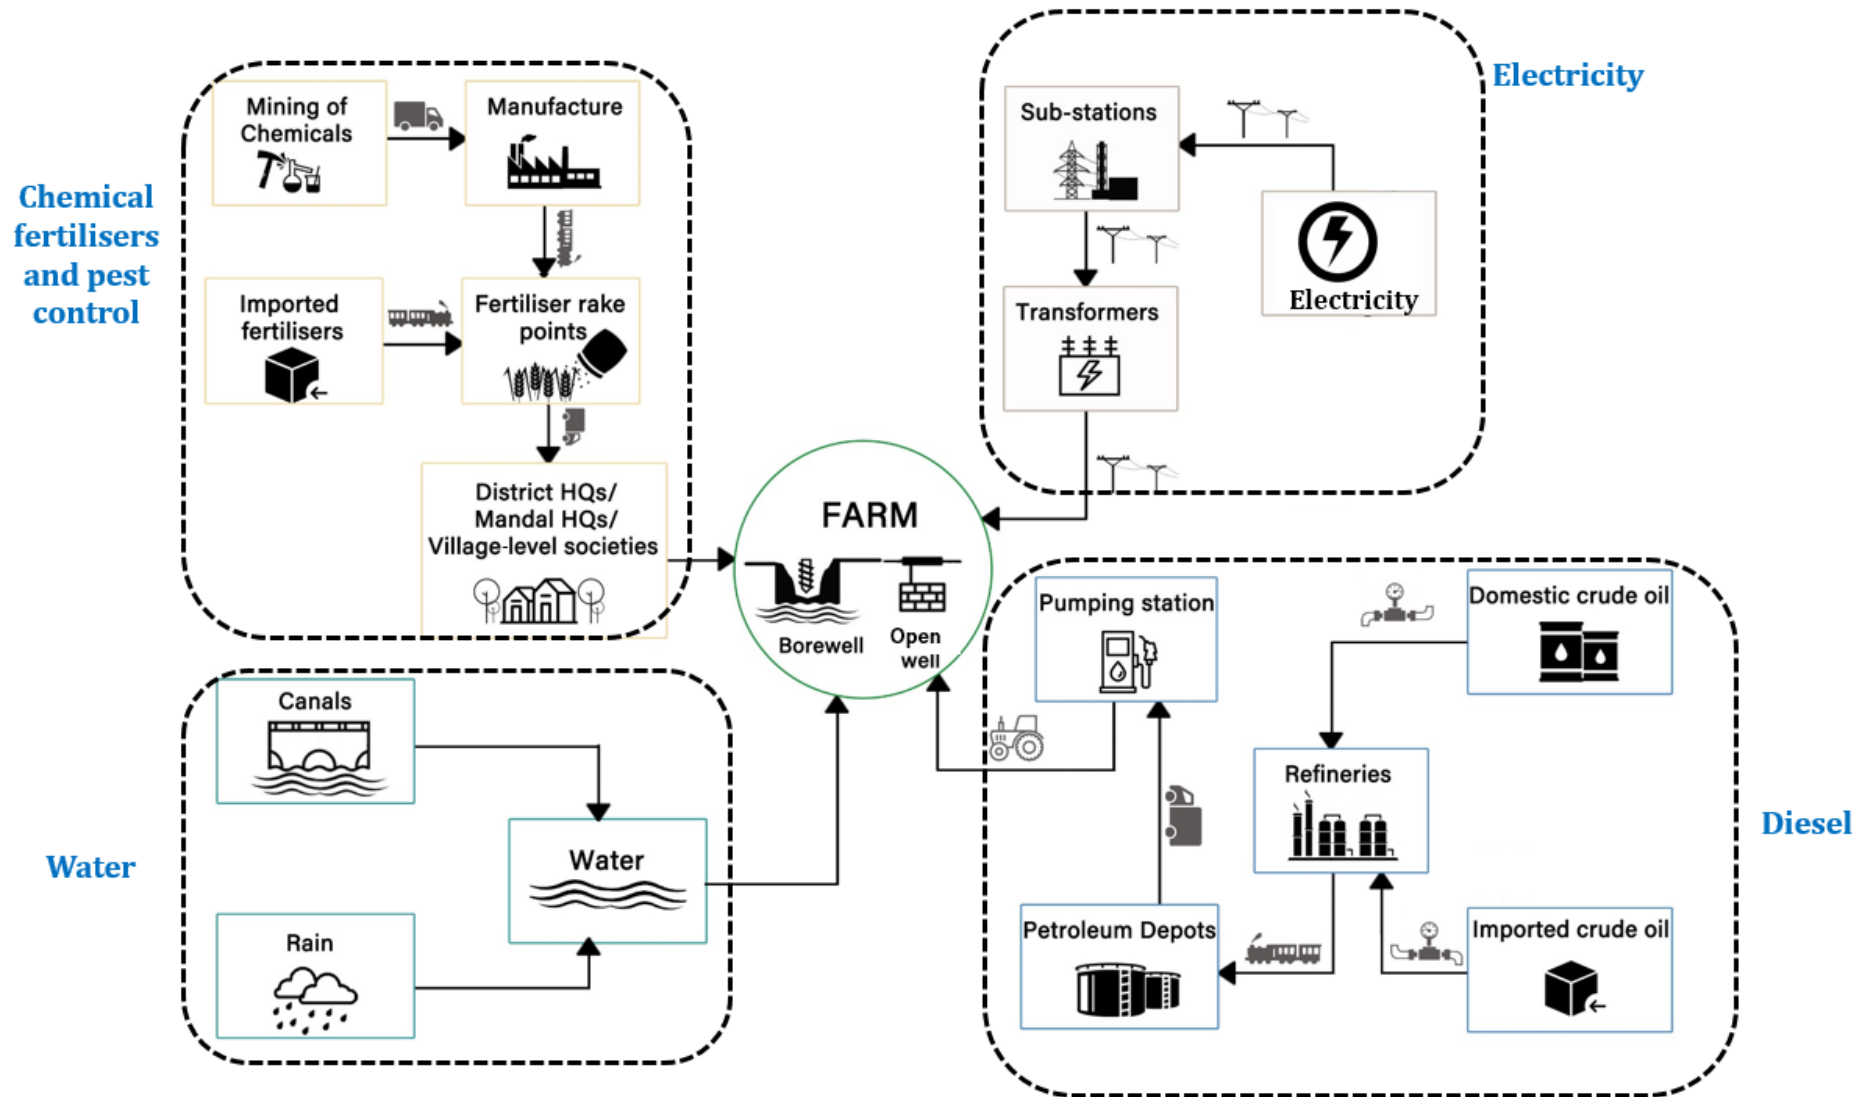 Chemical
fertilisers
and pest
control
Mining of
Chemicals
Manufacture
Imported
fertilisers
Fertiliser rake
points
District HQs/
Mandal HQs/
Village-level societies
Electricity
Sub-stations
Electricity
Transformers
FARM
Borewell
Open
well
Water
Canals
Rain
Water
Diesel
Pumping station
Domestic crude oil
Refineries
Petroleum Depots
Imported crude oil